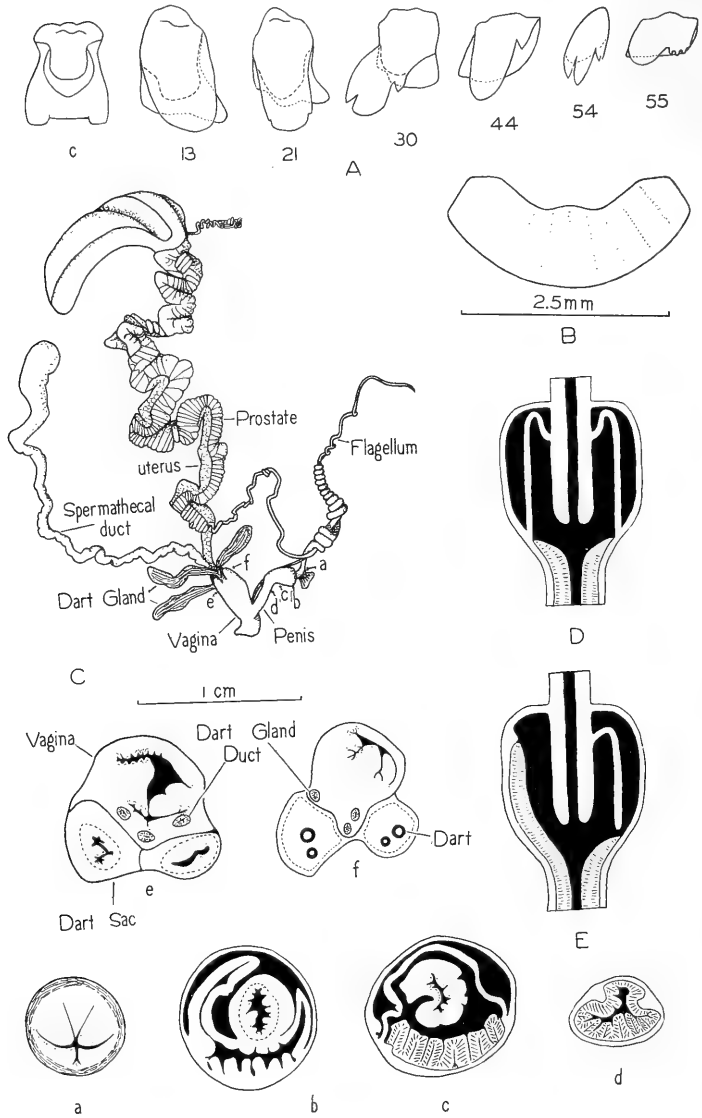 c
13
21
30
44
54
55
A
2.5mm
B
Prostate
Flagellum
uterus
Spermathecal
duct
f
a
Dart Gland
e
c
b
d
Vagina
Penis
C
D
1 cm
Vagina
Dart Gland
Duct
Dart
e
f
Dart Sac
E
a
b
c
d